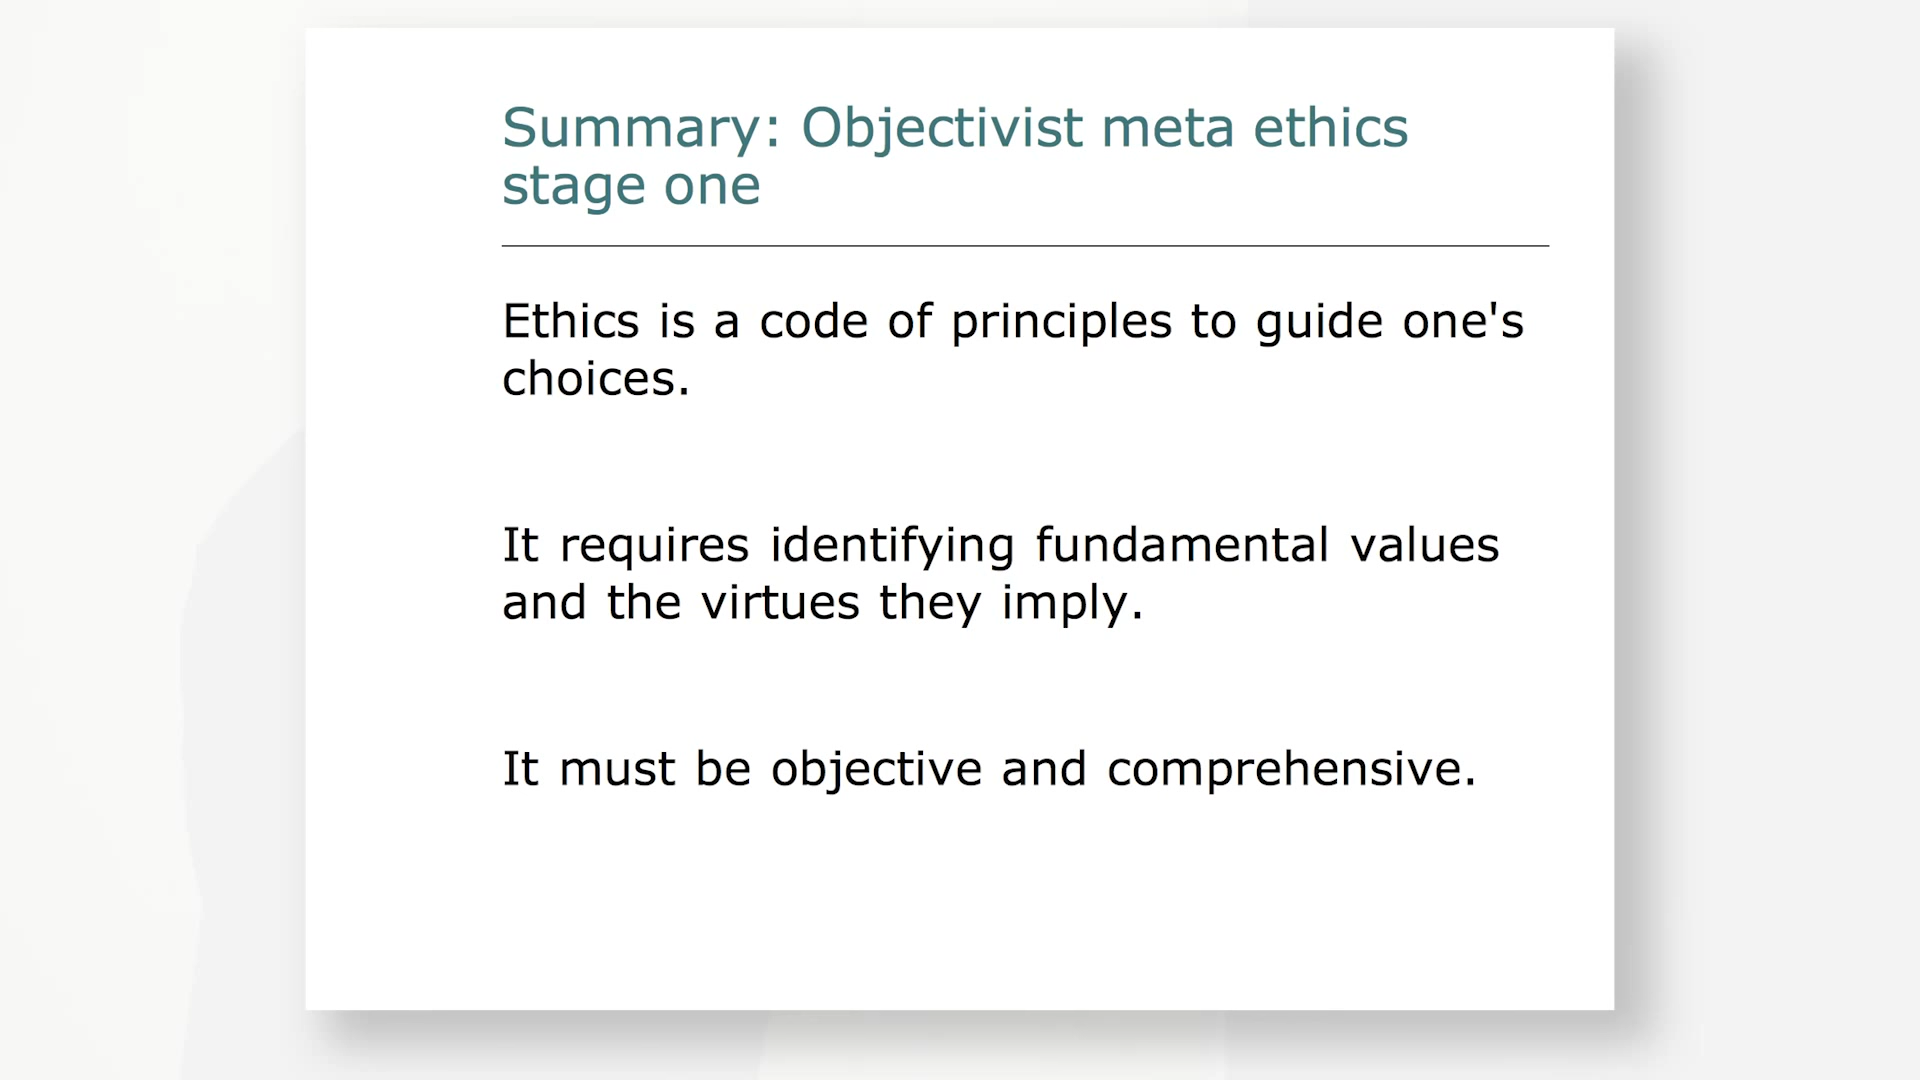 Summary: Objectivist meta ethics
stage one
Ethics is a code of principles to guide one's
choices.
It requires identifying fundamental values
and the virtues they imply.
It must be objective and comprehensive.